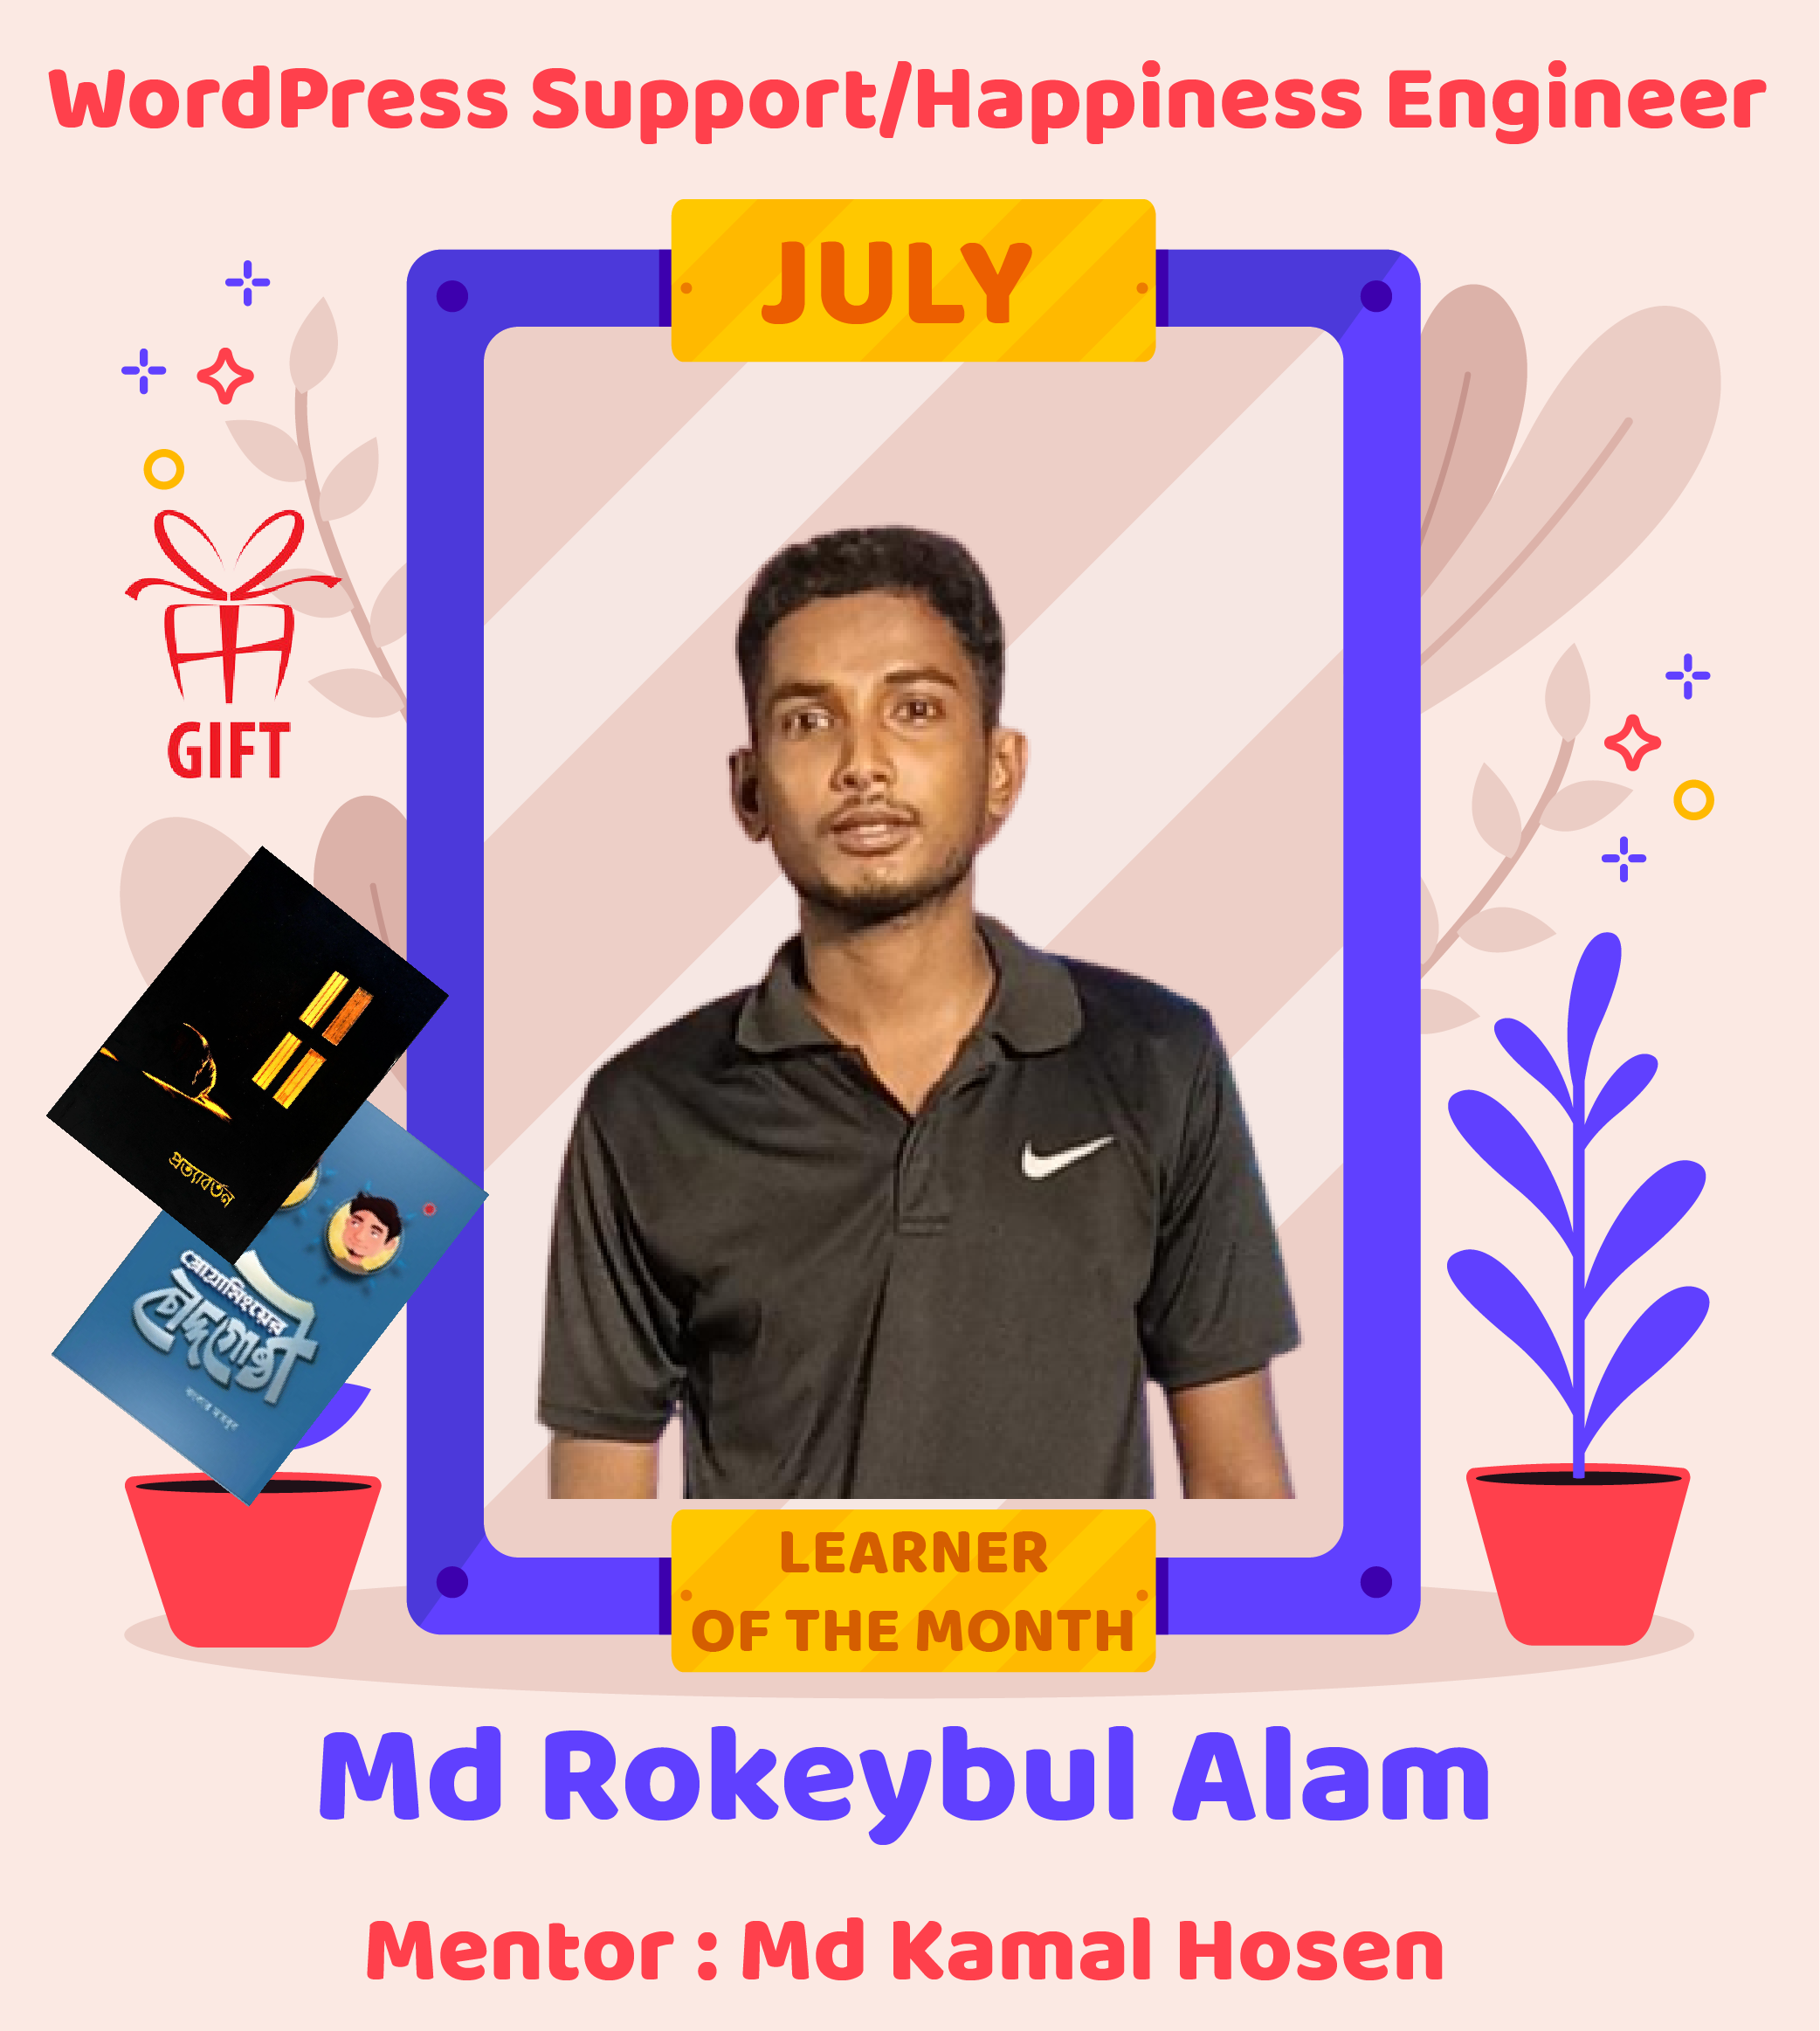 WordPress Support/Happiness Engineer
JULY
GIFT
প্রত্যাবর্তন
LEARNER
OF THE MONTH
Md Rokeybul Alam
Mentor : Md Kamal Hosen